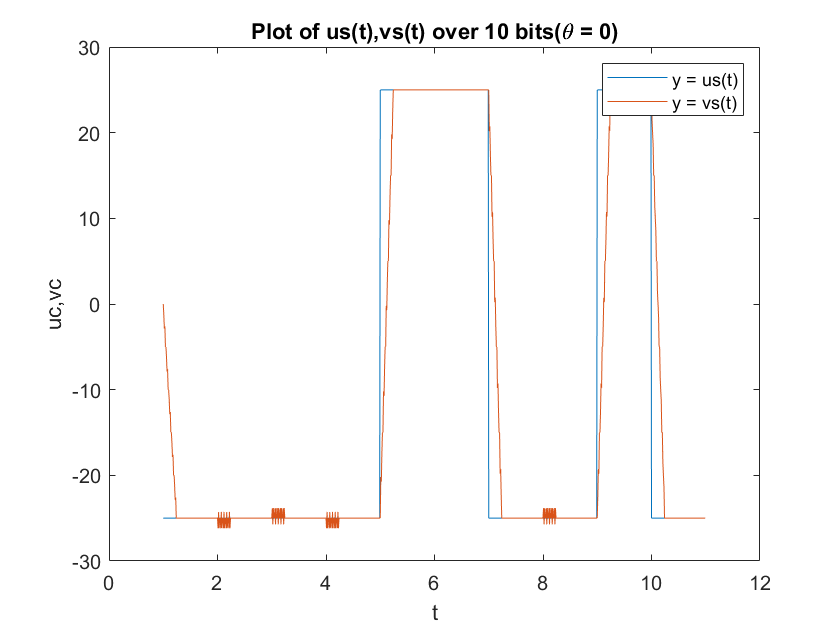 Plot of us(t),vs(t) over 10 bits(θ = 0)
30
y = us(t)
y = vs(t)
20
10
0
-10
-20
-30
uc,vc
0
2
4
6
8
10
12
t